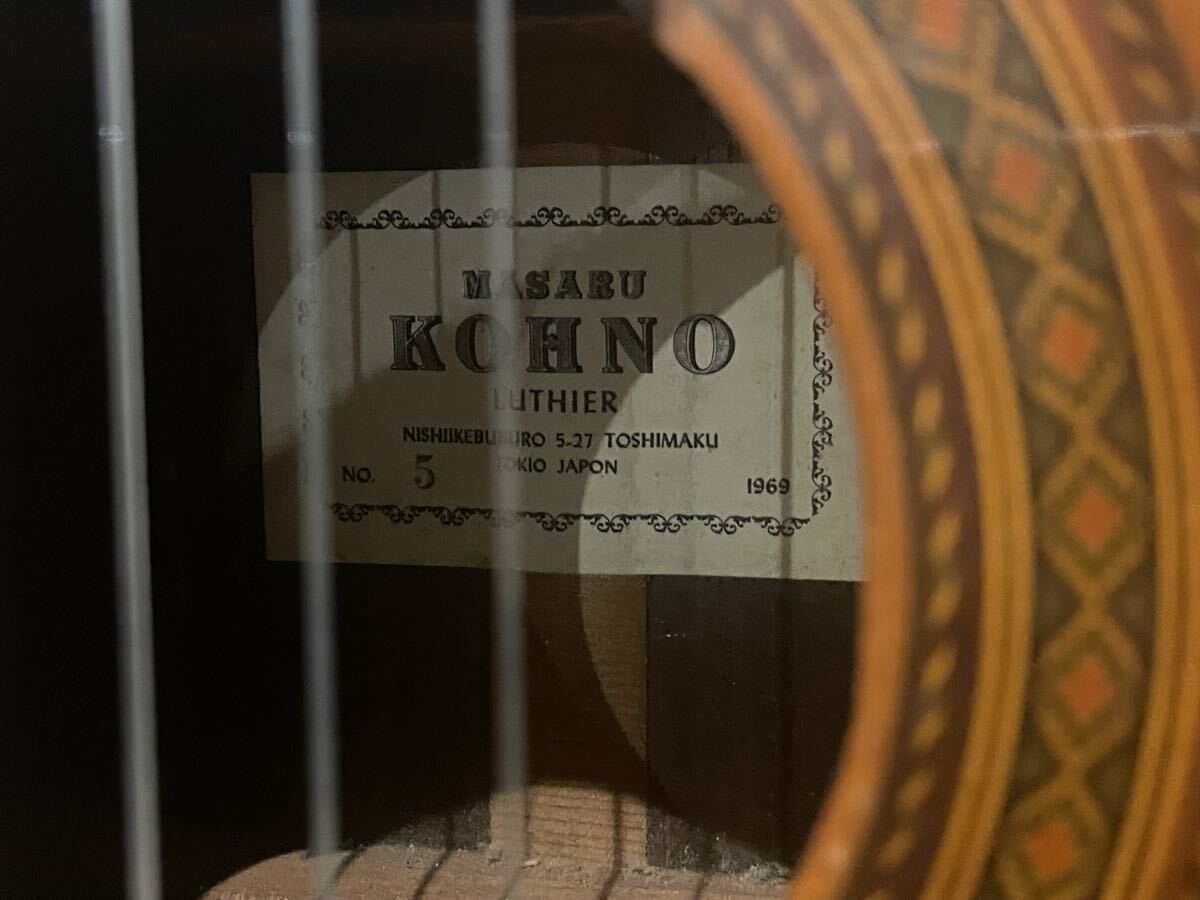 MASARU
KOHNO
LUTHIER
NISHIIKEBUKURO 5-27 TOSHIMAKU
TOKIO JAPON
NO. 5
1969